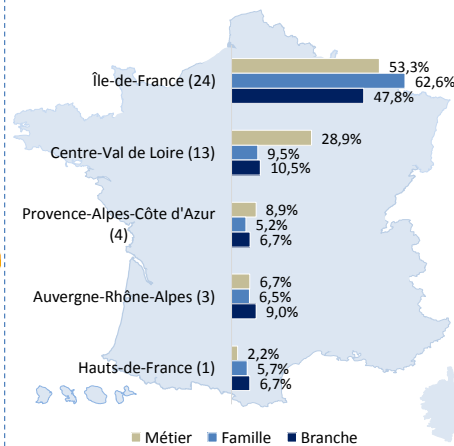 Île-de-France (24)
53,3%
62,6%
47,8%
Centre-Val de Loire (13)
28,9%
9,5%
10,5%
Provence-Alpes-Côte d'Azur
(4)
8,9%
5,2%
6,7%
Auvergne-Rhône-Alpes (3)
6,7%
6,5%
9,0%
Hauts-de-France (1)
2,2%
5,7%
6,7%
Métier Famille Branche